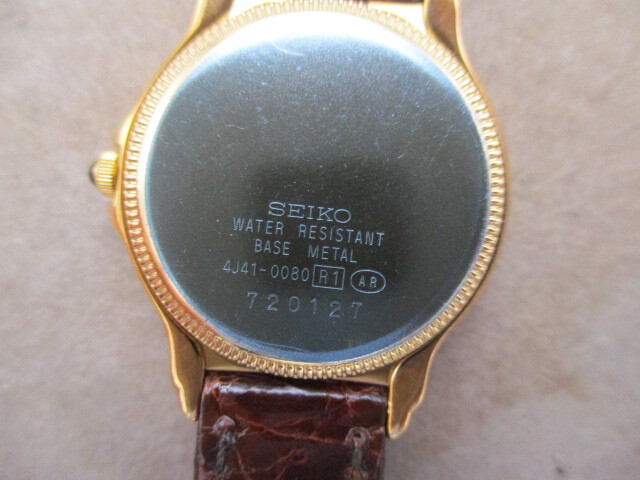 SEIKO
WATER RESISTANT
BASE METAL
4J41-0080 R1 AR
720127